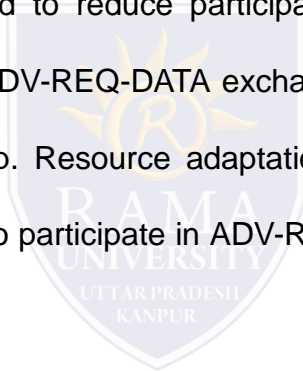 d to reduce participa
DV-REQ-DATA excha
o. Resource adaptatio
o participate in ADV-R
RAMA
UNIVERSITY
UTTAR PRADESH
KANPUR